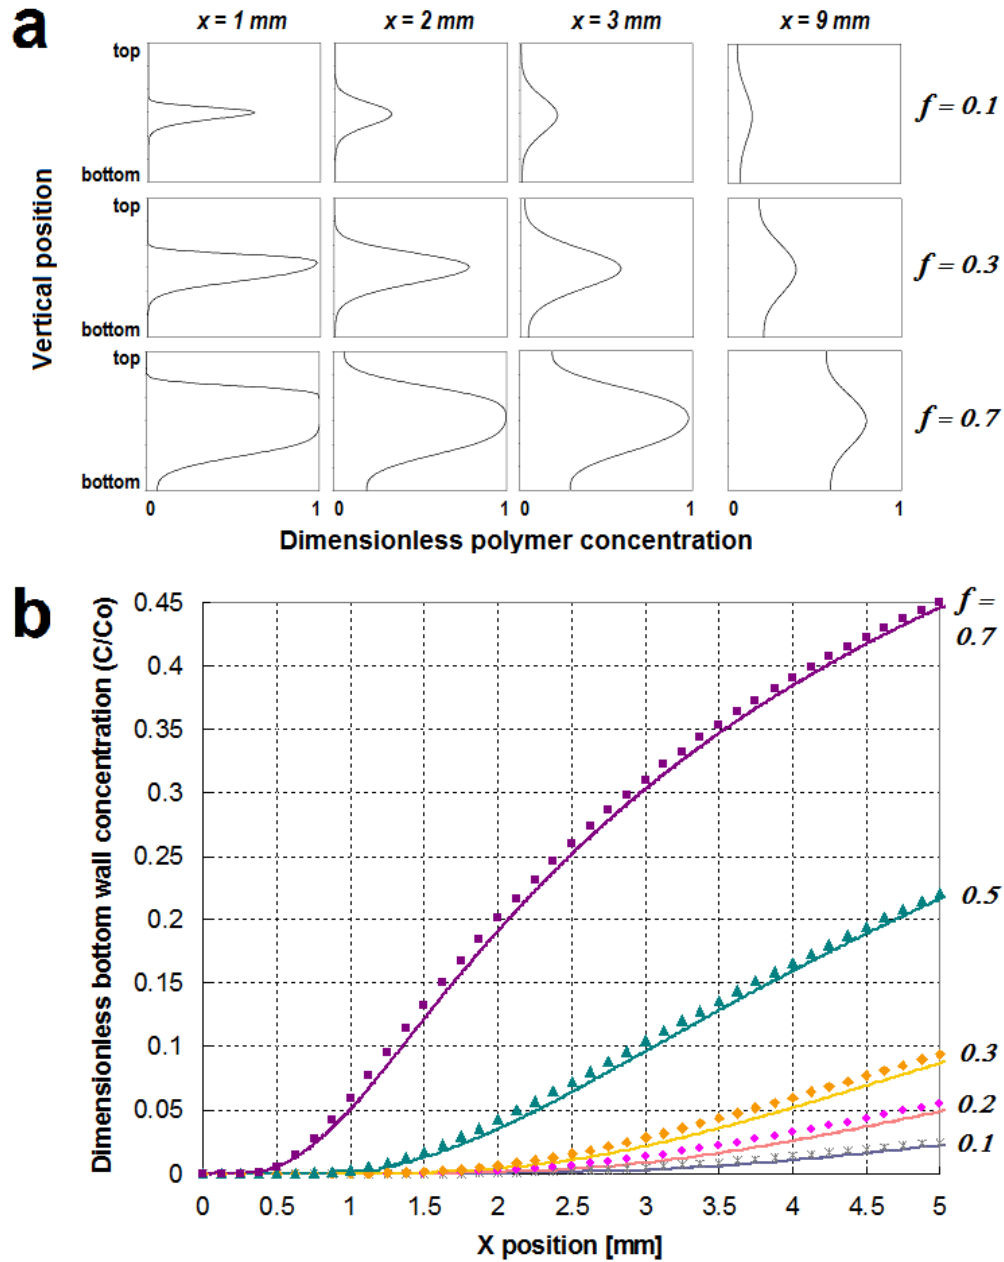 a
x = 1 mm x = 2 mm x = 3 mm x = 9 mm
top
bottom
f = 0.1
top
bottom
f = 0.3
top
bottom
f = 0.7
Vertical position
0 1 0 1 0 1 0 1
Dimensionless polymer concentration
b
Dimensionless bottom wall concentration (C/Co)
0.45
0.4
0.35
0.3
0.25
0.2
0.15
0.1
0.05
0
f =
0.7
0.5
0.3
0.2
0.1
0 0.5 1 1.5 2 2.5 3 3.5 4 4.5 5
X position [mm]